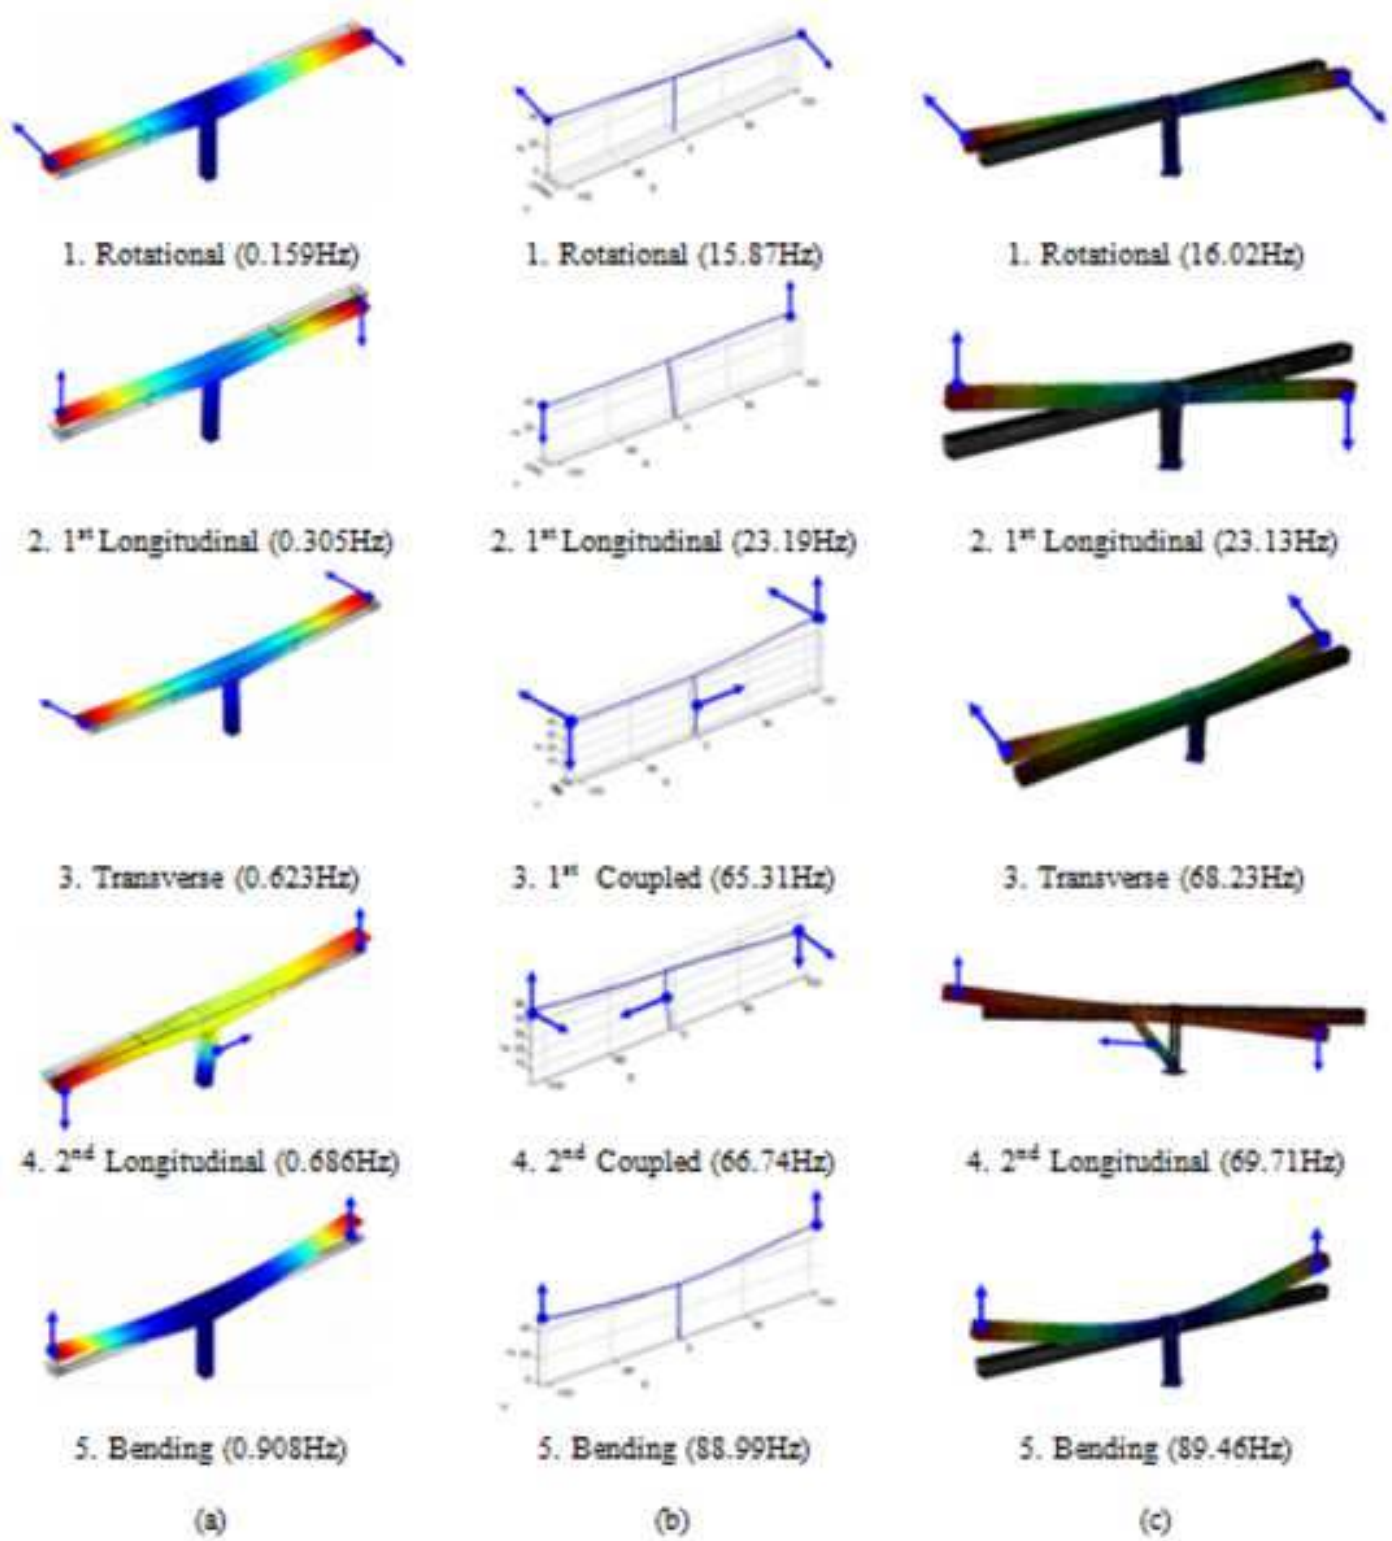 1. Rotational (0.159Hz) 1. Rotational (15.87Hz) 1. Rotational (16.02Hz)
2. 1st Longitudinal (0.305Hz) 2. 1st Longitudinal (23.19Hz) 2. 1st Longitudinal (23.13Hz)
3. Transverse (0.623Hz) 3. 1st Coupled (65.31Hz) 3. Transverse (68.23Hz)
4. 2nd Longitudinal (0.686Hz) 4. 2nd Coupled (66.74Hz) 4. 2nd Longitudinal (69.71Hz)
5. Bending (0.908Hz) 5. Bending (88.99Hz) 5. Bending (89.46Hz)
(a) (b) (c)